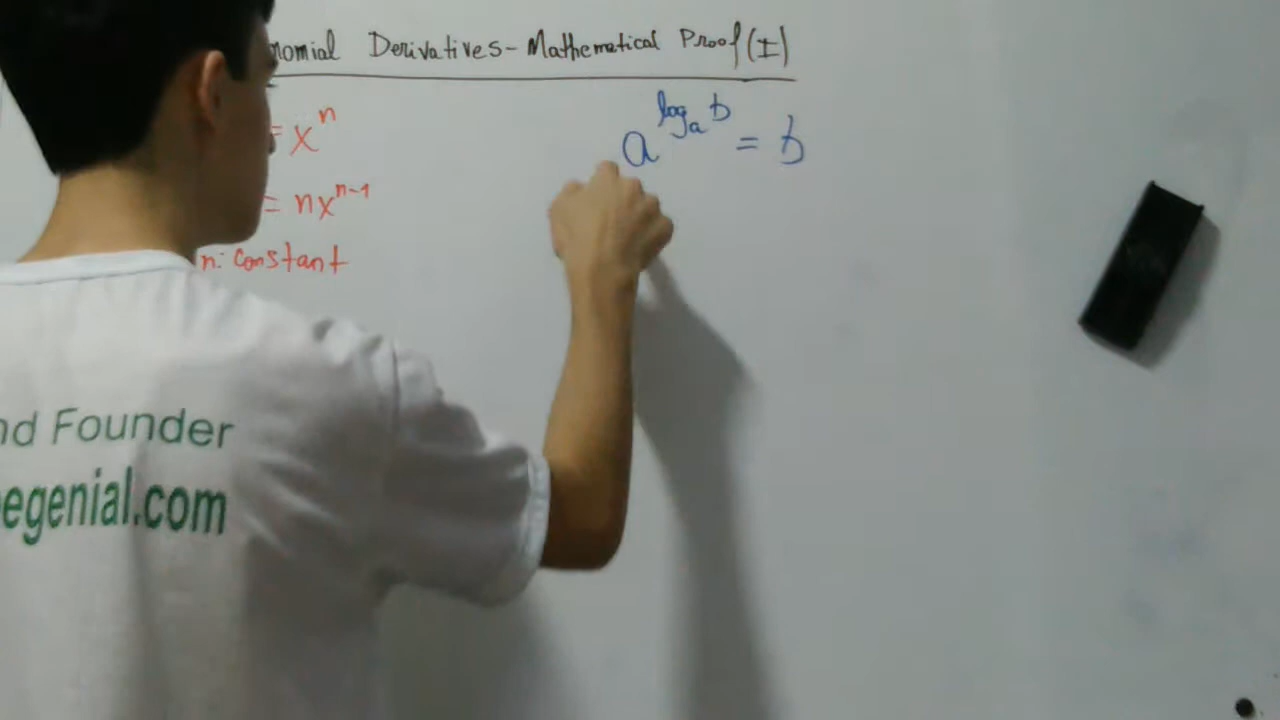 nomial Derivatives - Mathematical Proof (I)
= x^n
= nx^{n-1}
n: constant
a^{log_a b} = b
nd Founder
egenial.com